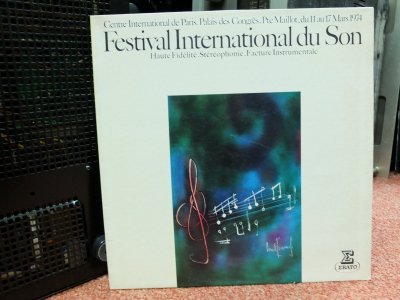 Centre International de Paris. Palais des Congrès. Pte Maillot, du 11 au 17 Mars 1974
Festival International du Son
Haute Fidélité. Stéréophonie. Facture Instrumentale
ERATO